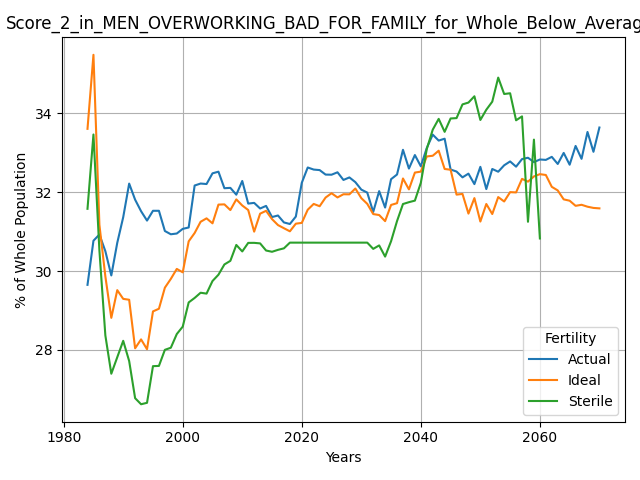 Score_2_in_MEN_OVERWORKING_BAD_FOR_FAMILY_for_Whole_Below_Averag
% of Whole Population
34
32
30
28
1980
2000
2020
2040
2060
Years
Fertility
Actual
Ideal
Sterile